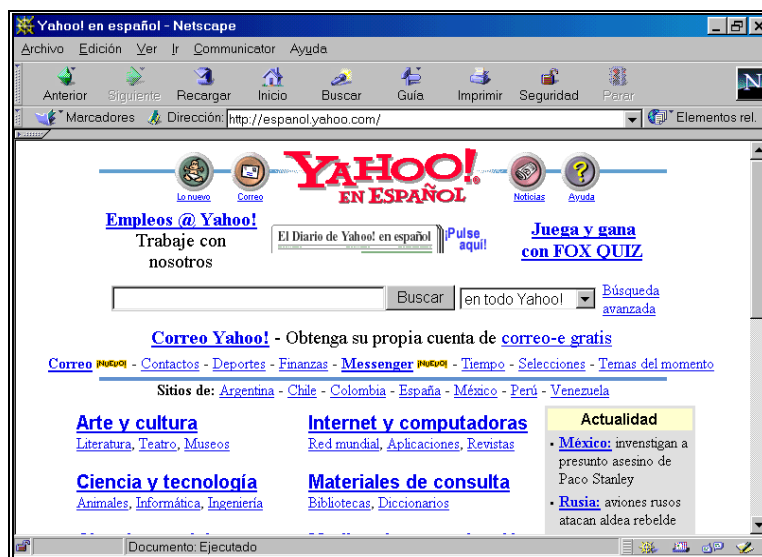 Yahoo! en español - Netscape
Archivo Edición Ver Ir Communicator Ayuda
Anterior Siguiente Recargar Inicio Buscar Guía Imprimir Seguridad Parar N
Marcadores Dirección: http://espanol.yahoo.com/ Elementos rel.
YAHOO!
EN ESPAÑOL
Lo nuevo Correo Noticias Ayuda
Empleos @ Yahoo!
Trabaje con
nosotros
El Diario de Yahoo! en español ¡Pulse
aquí!
Juega y gana
con FOX QUIZ
Buscar en todo Yahoo! Búsqueda
avanzada
Correo Yahoo! - Obtenga su propia cuenta de correo-e gratis
Correo ¡NUEVO! - Contactos - Deportes - Finanzas - Messenger ¡NUEVO! - Tiempo - Selecciones - Temas del momento
Sitios de: Argentina - Chile - Colombia - España - México - Perú - Venezuela
Arte y cultura
Literatura, Teatro, Museos
Internet y computadoras
Red mundial, Aplicaciones, Revistas
Ciencia y tecnología
Animales, Informática, Ingeniería
Materiales de consulta
Bibliotecas, Diccionarios
Actualidad
• México: invenstigan a
presunto asesino de
Paco Stanley
• Rusia: aviones rusos
atacan aldea rebelde
Documento: Ejecutado